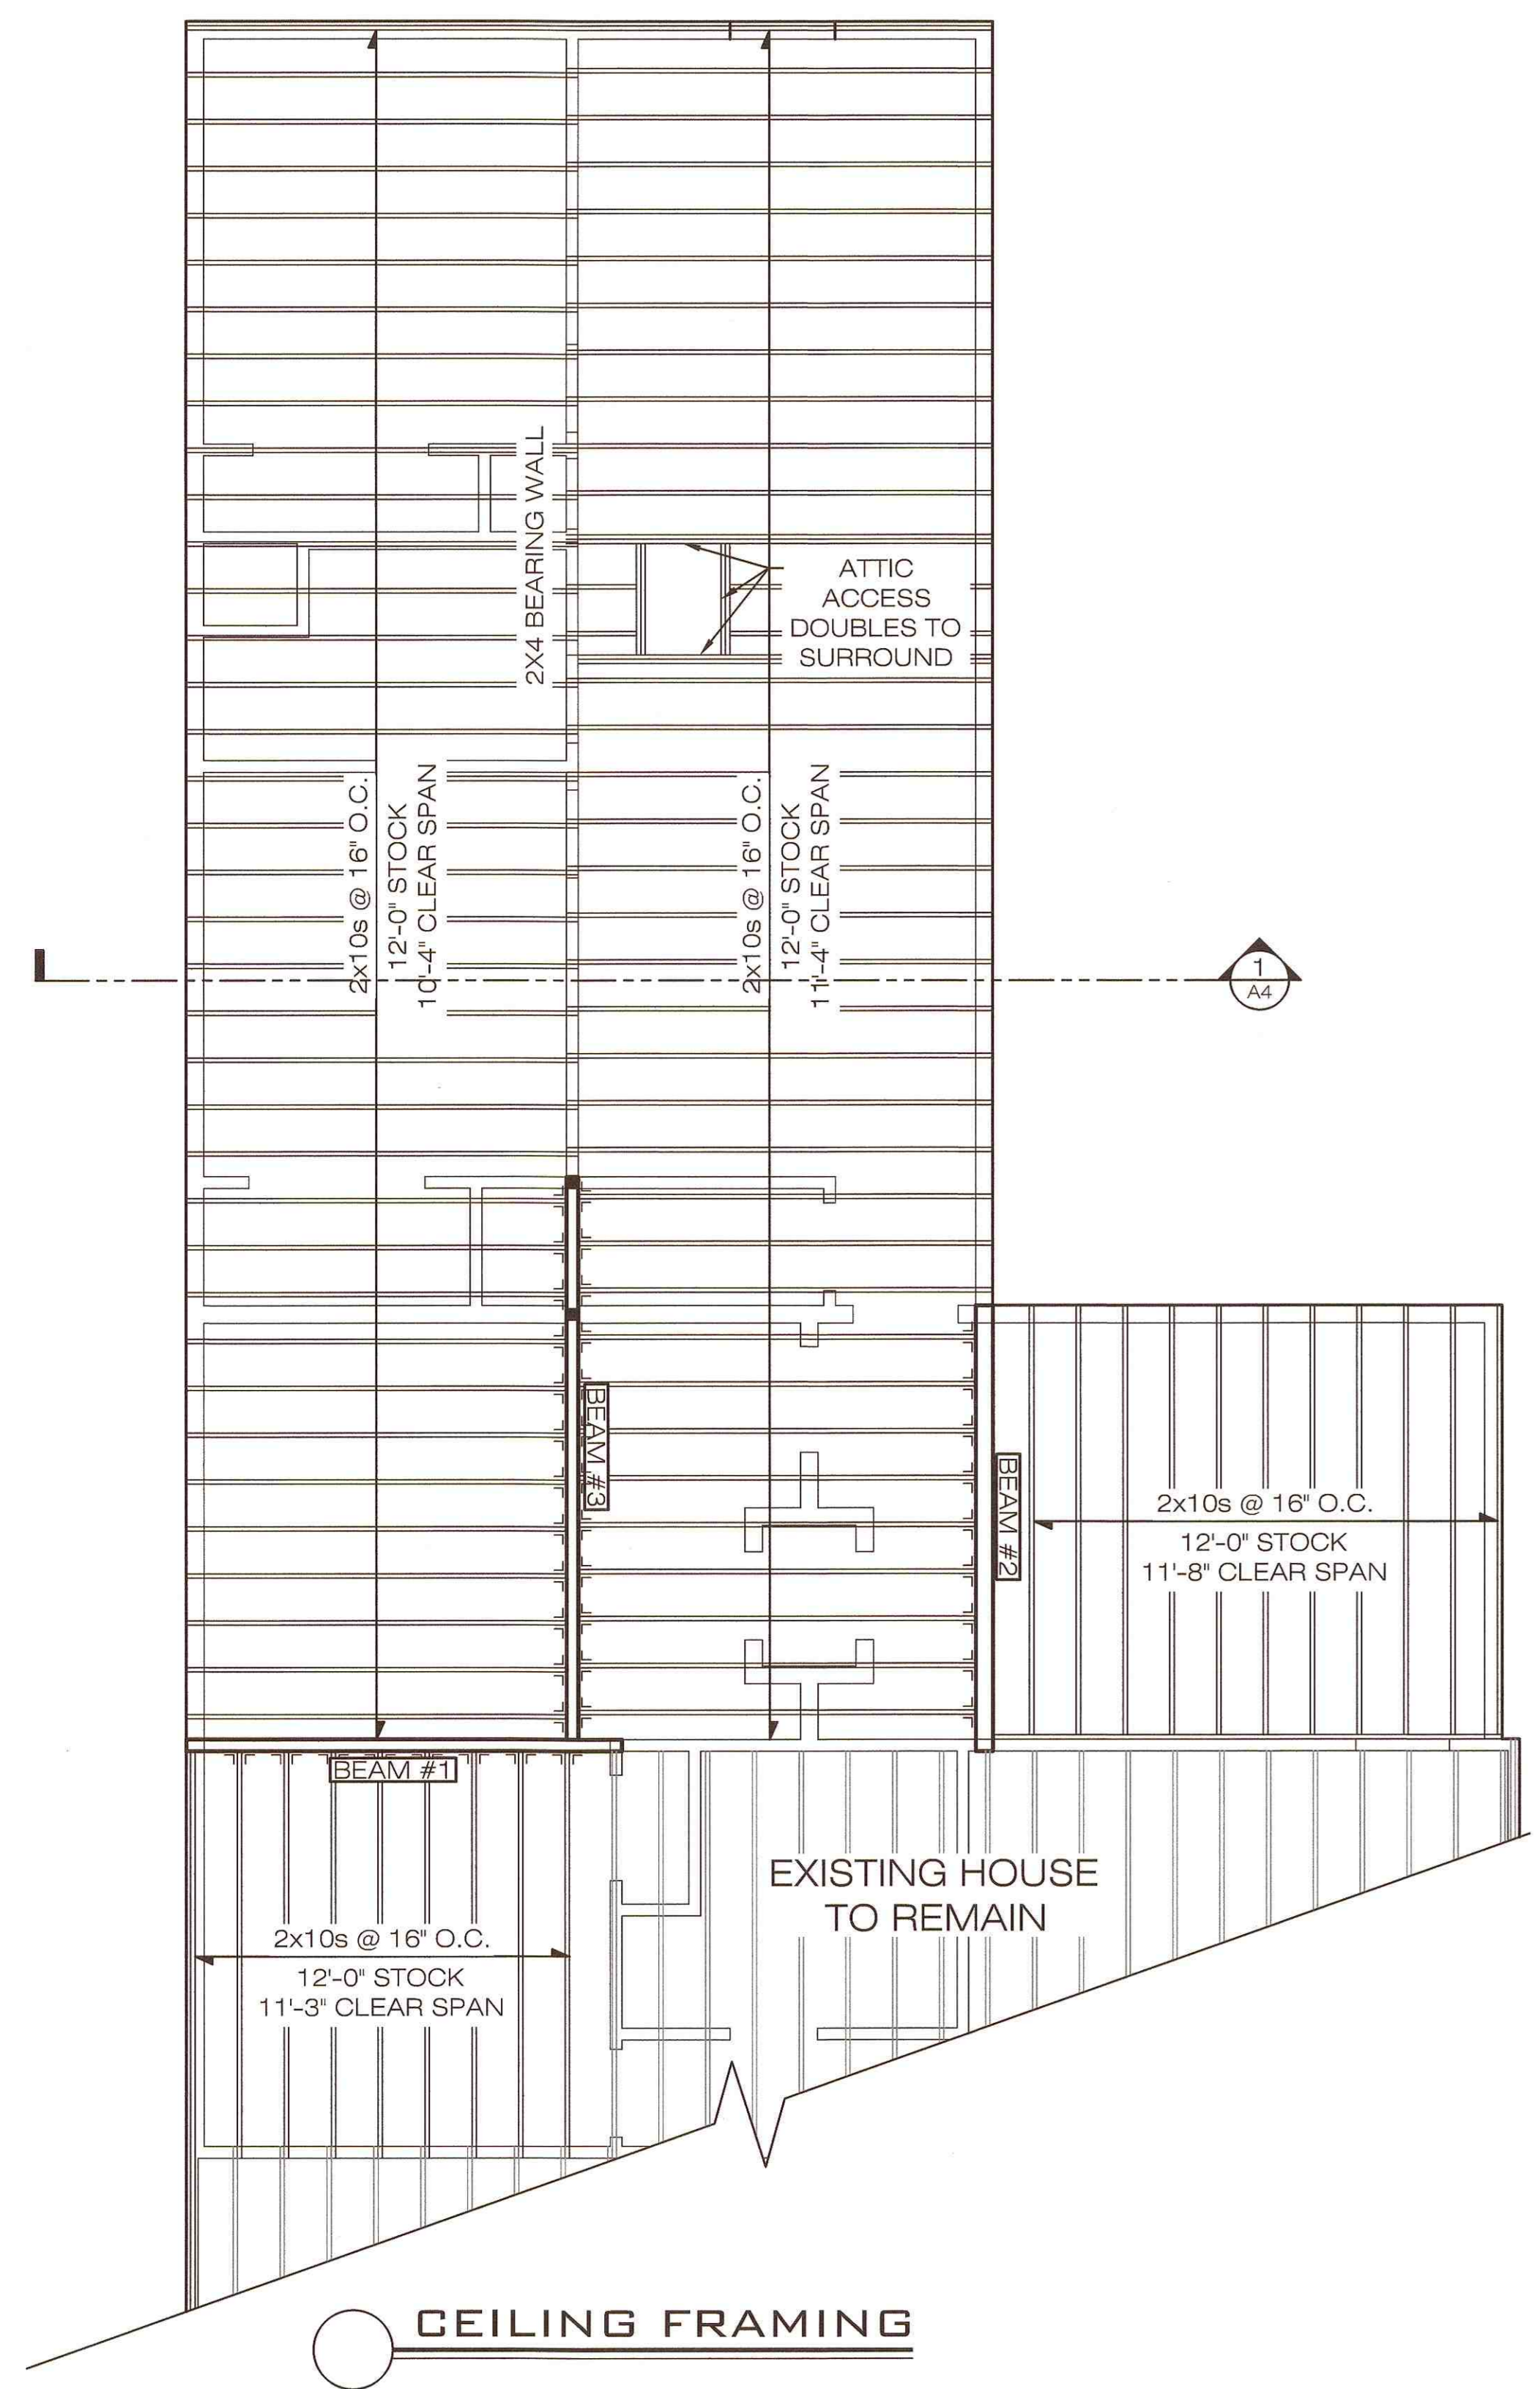 2X4 BEARING WALL
ATTIC
ACCESS
DOUBLES TO
SURROUND
2x10s @ 16" O.C.
12'-0" STOCK
10'-4" CLEAR SPAN
2x10s @ 16" O.C.
12'-0" STOCK
11'-4" CLEAR SPAN
1
A4
BEAM #3
BEAM #2
2x10s @ 16" O.C.
12'-0" STOCK
11'-8" CLEAR SPAN
BEAM #1
EXISTING HOUSE
TO REMAIN
2x10s @ 16" O.C.
12'-0" STOCK
11'-3" CLEAR SPAN
CEILING FRAMING